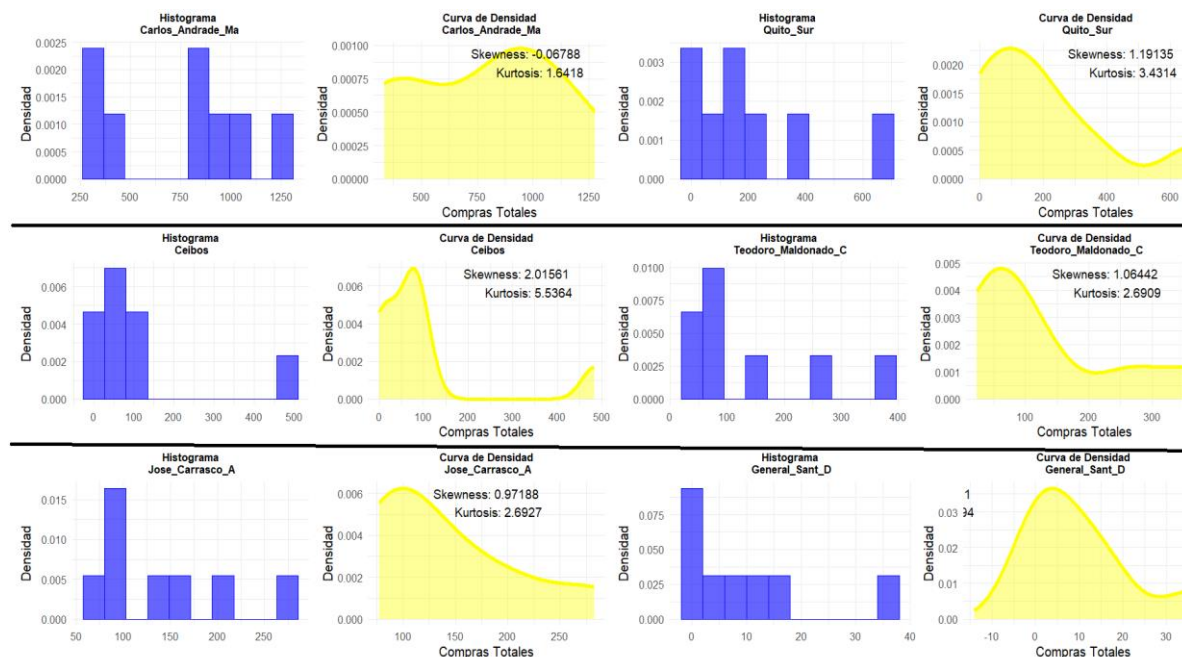 Histograma
Carlos_Andrade_Ma
Densidad
0.0025
0.0020
0.0015
0.0010
0.0005
0.0000
250
500
750
1000
1250
Curva de Densidad
Carlos_Andrade_Ma
Skewness: -0.06788
Kurtosis: 1.6418
Densidad
0.00100
0.00075
0.00050
0.00025
0.00000
500
750
1000
1250
Compras Totales
Histograma
Quito_Sur
Densidad
0.003
0.002
0.001
0.000
0
200
400
600
Curva de Densidad
Quito_Sur
Skewness: 1.19135
Kurtosis: 3.4314
Densidad
0.0020
0.0015
0.0010
0.0005
0.0000
0
200
400
600
Compras Totales
Histograma
Ceibos
Densidad
0.006
0.004
0.002
0.000
0
100
200
300
400
500
Curva de Densidad
Ceibos
Skewness: 2.01561
Kurtosis: 5.5364
Densidad
0.006
0.004
0.002
0.000
0
100
200
300
400
500
Compras Totales
Histograma
Teodoro_Maldonado_C
Densidad
0.0100
0.0075
0.0050
0.0025
0.0000
0
100
200
300
400
Curva de Densidad
Teodoro_Maldonado_C
Skewness: 1.06442
Kurtosis: 2.6909
Densidad
0.005
0.004
0.003
0.002
0.001
0.000
100
200
300
Compras Totales
Histograma
Jose_Carrasco_A
Densidad
0.015
0.010
0.005
0.000
50
100
150
200
250
Curva de Densidad
Jose_Carrasco_A
Skewness: 0.97188
Kurtosis: 2.6927
Densidad
0.006
0.004
0.002
0.000
100
150
200
250
Compras Totales
Histograma
General_Sant_D
Densidad
0.075
0.050
0.025
0.000
0
10
20
30
40
Curva de Densidad
General_Sant_D
1
94
Densidad
0.03
0.02
0.01
0.00
-10
0
10
20
30
Compras Totales